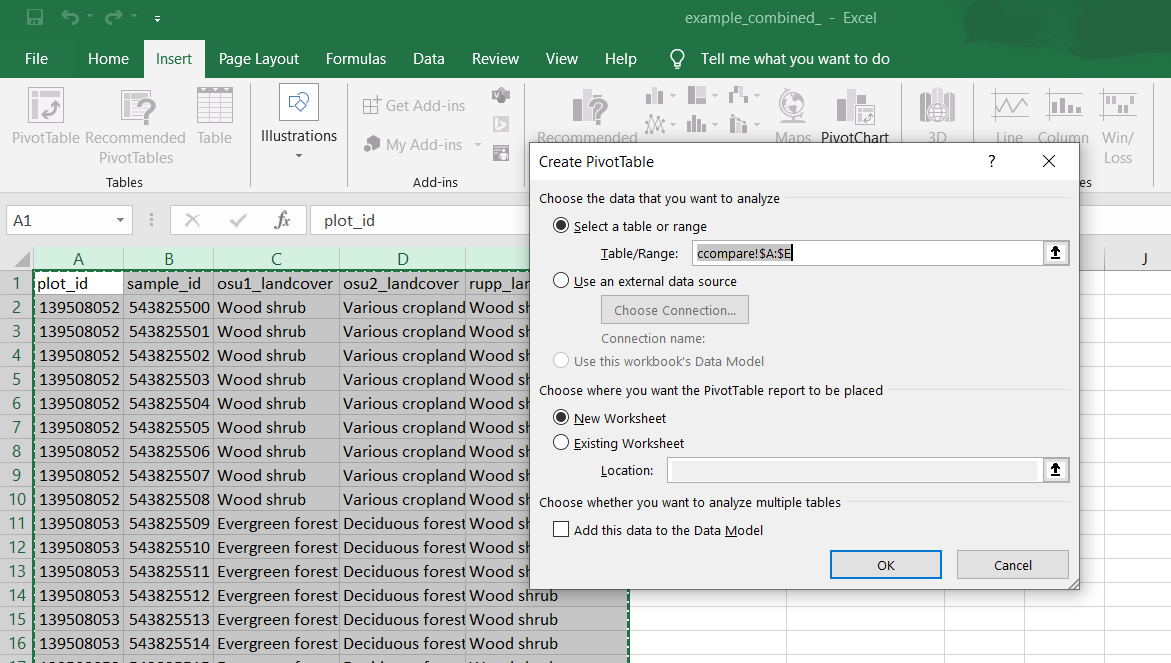 example_combined_ - Excel
File Home Insert Page Layout Formulas Data Review View Help Tell me what you want to do
PivotTable Recommended PivotTables Table
Tables
Illustrations
Get Add-ins
My Add-ins
Add-ins
Recommended
Maps PivotChart
3D
Line Column Win/Loss
es
Create PivotTable ?
Choose the data that you want to analyze
Select a table or range
Table/Range: ccompare!$A:$E
Use an external data source
Choose Connection...
Connection name:
Use this workbook's Data Model
Choose where you want the PivotTable report to be placed
New Worksheet
Existing Worksheet
Location:
Choose whether you want to analyze multiple tables
Add this data to the Data Model
OK Cancel
A1 fx plot_id
A B C D J
1 plot_id sample_id osu1_landcover osu2_landcover rupp_lan
2 139508052 543825500 Wood shrub Various cropland Wood sh
3 139508052 543825501 Wood shrub Various cropland Wood sh
4 139508052 543825502 Wood shrub Various cropland Wood sh
5 139508052 543825503 Wood shrub Various cropland Wood sh
6 139508052 543825504 Wood shrub Various cropland Wood sh
7 139508052 543825505 Wood shrub Various cropland Wood sh
8 139508052 543825506 Wood shrub Various cropland Wood sh
9 139508052 543825507 Wood shrub Various cropland Wood sh
10 139508052 543825508 Wood shrub Various cropland Wood sh
11 139508053 543825509 Evergreen forest Deciduous forest Wood sh
12 139508053 543825510 Evergreen forest Deciduous forest Wood sh
13 139508053 543825511 Evergreen forest Deciduous forest Wood sh
14 139508053 543825512 Evergreen forest Deciduous forest Wood shrub
15 139508053 543825513 Evergreen forest Deciduous forest Wood shrub
16 139508053 543825514 Evergreen forest Deciduous forest Wood shrub